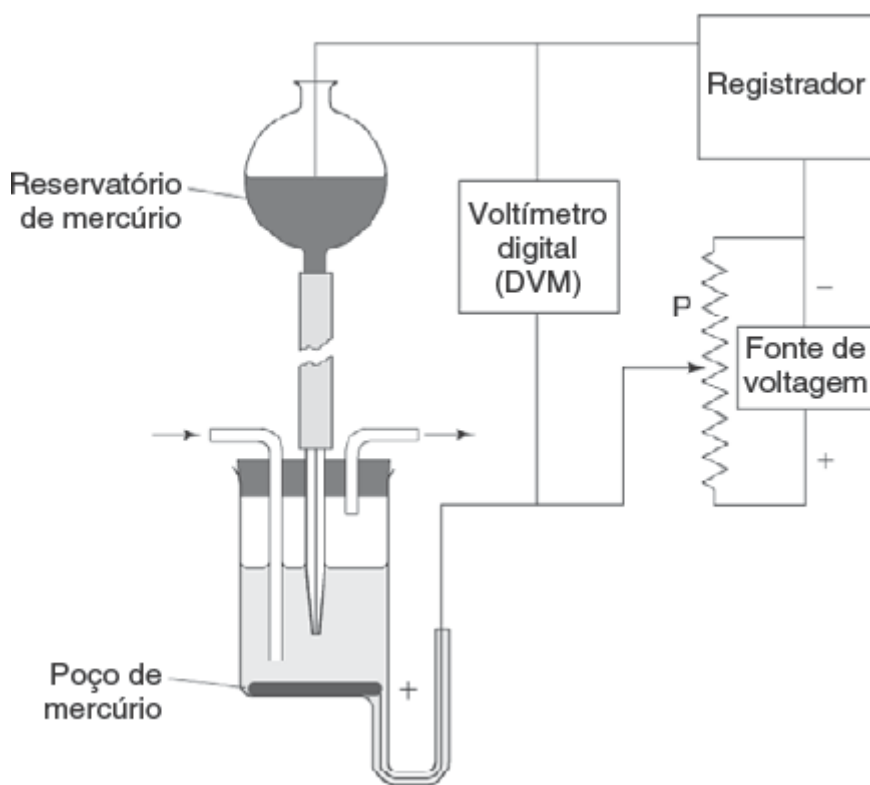 Registrador
Reservatório
de mercúrio
Voltímetro
digital
(DVM)
P
−
Fonte de
voltagem
+
Poço de
mercúrio
+